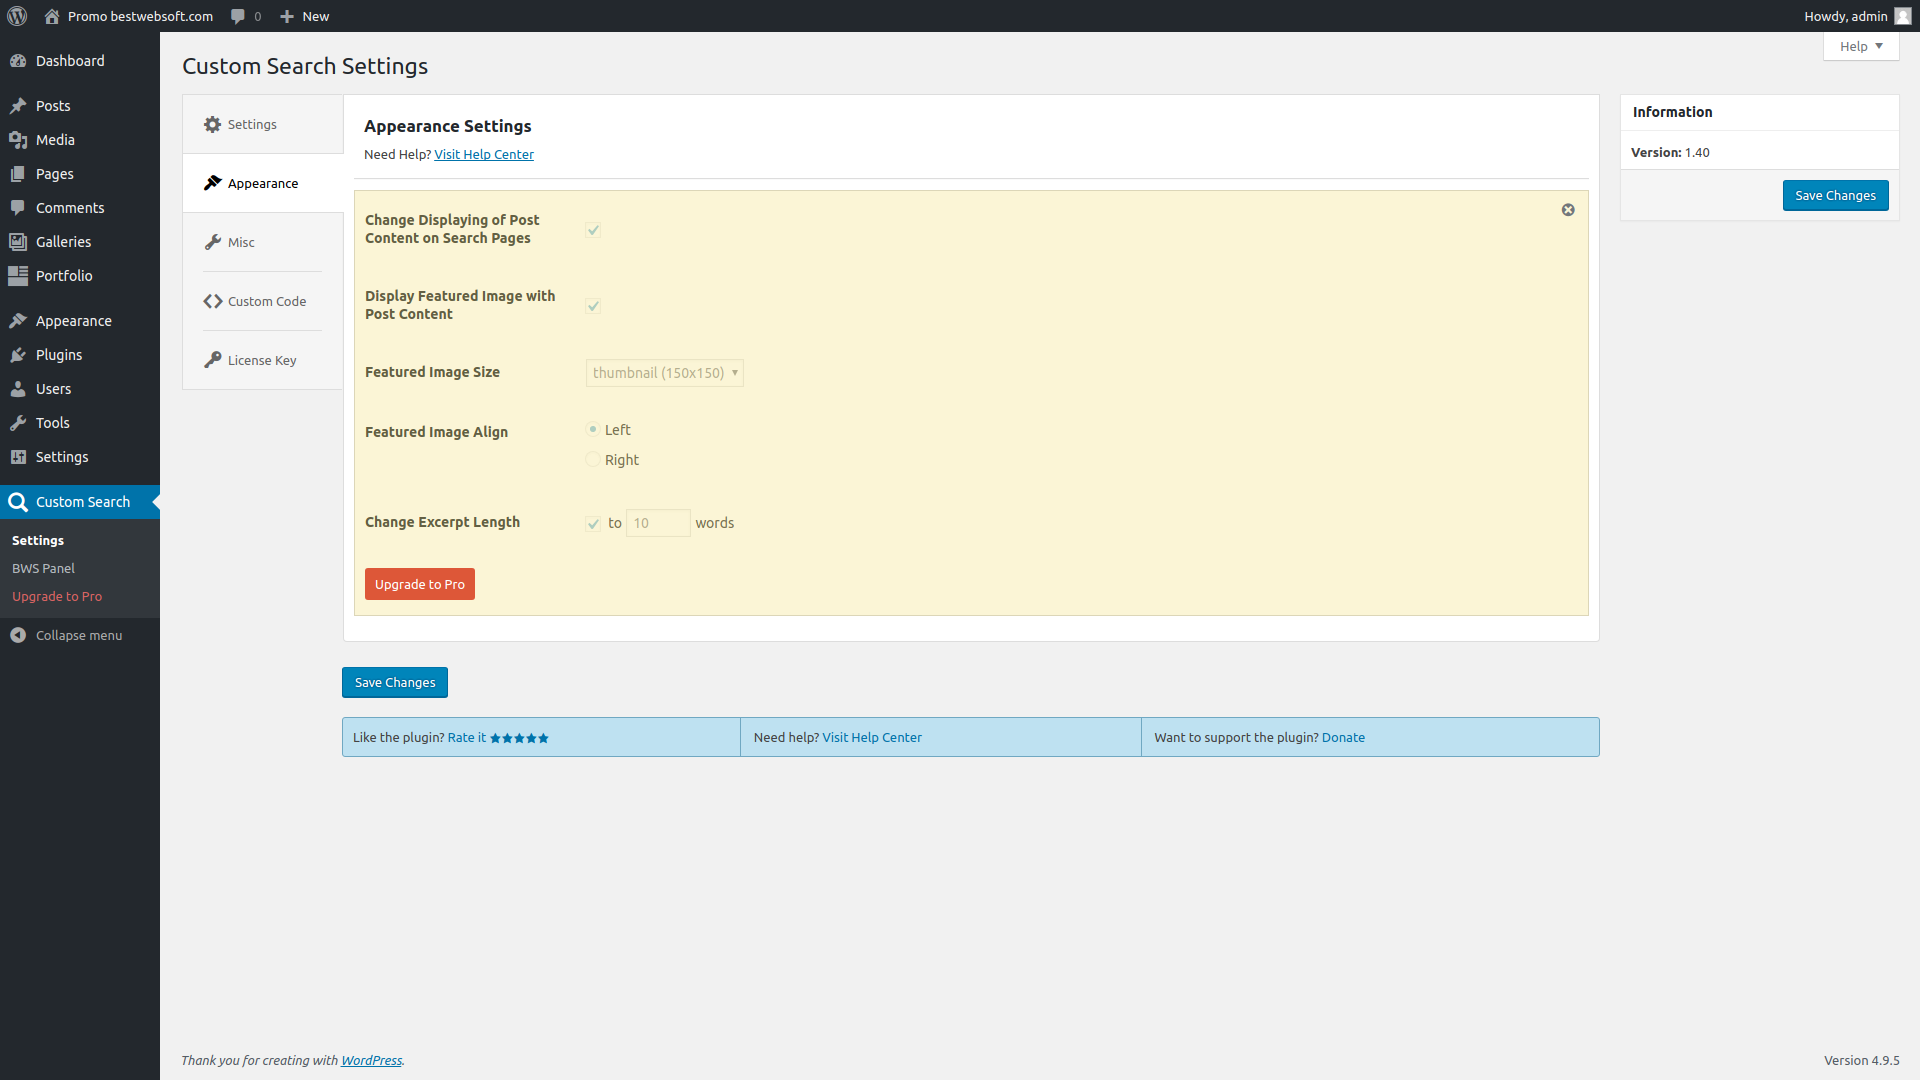 Promo bestwebsoft.com 0 New Howdy, admin
Help
Dashboard
Posts
Media
Pages
Comments
Galleries
Portfolio
Appearance
Plugins
Users
Tools
Settings
Custom Search
Settings
BWS Panel
Upgrade to Pro
Collapse menu
Custom Search Settings
Settings
Appearance
Misc
Custom Code
License Key
Appearance Settings
Need Help? Visit Help Center
Change Displaying of Post
Content on Search Pages
Display Featured Image with
Post Content
Featured Image Size thumbnail (150x150)
Featured Image Align Left
Right
Change Excerpt Length to 10 words
Upgrade to Pro
Information
Version: 1.40
Save Changes
Save Changes
Like the plugin? Rate it
Need help? Visit Help Center
Want to support the plugin? Donate
Thank you for creating with WordPress.
Version 4.9.5